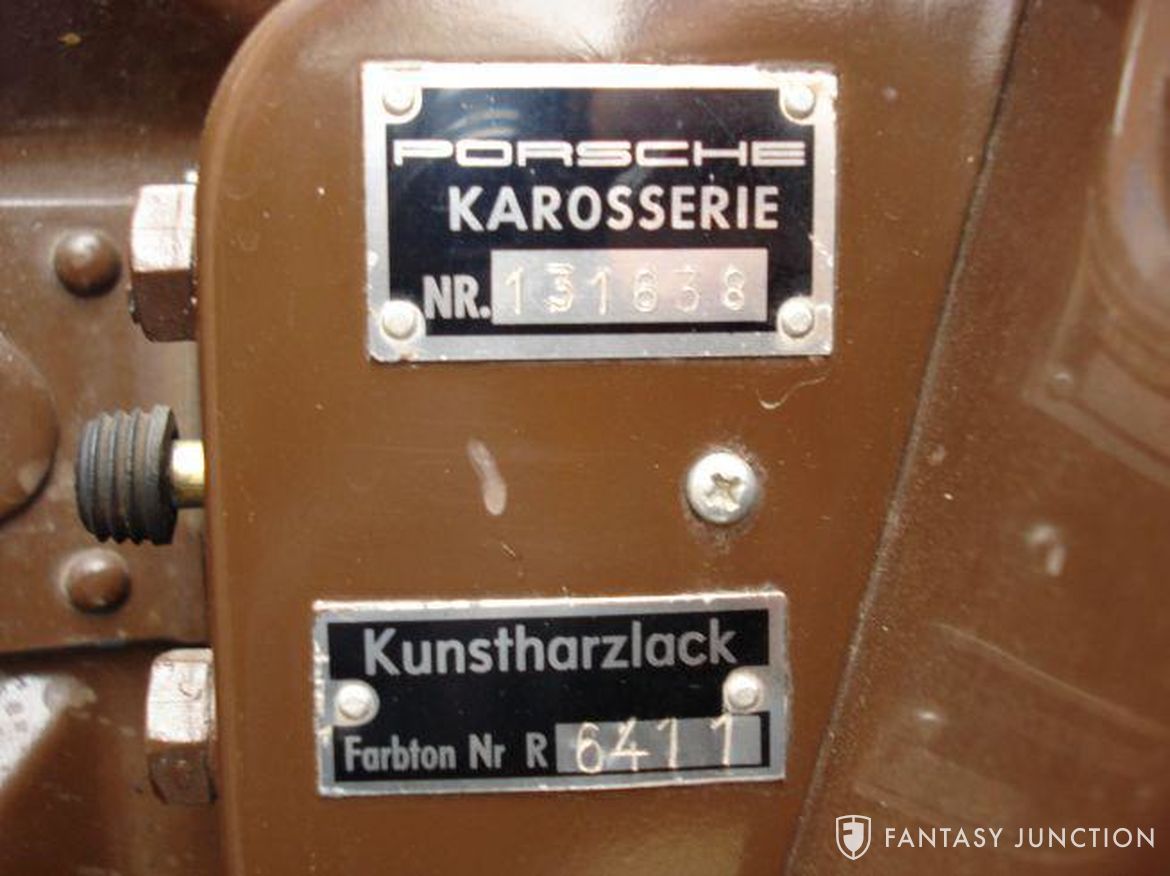 PORSCHE
KAROSSERIE
NR. 131638
Kunstharzlack
Farbton Nr R 6411
FANTASY JUNCTION